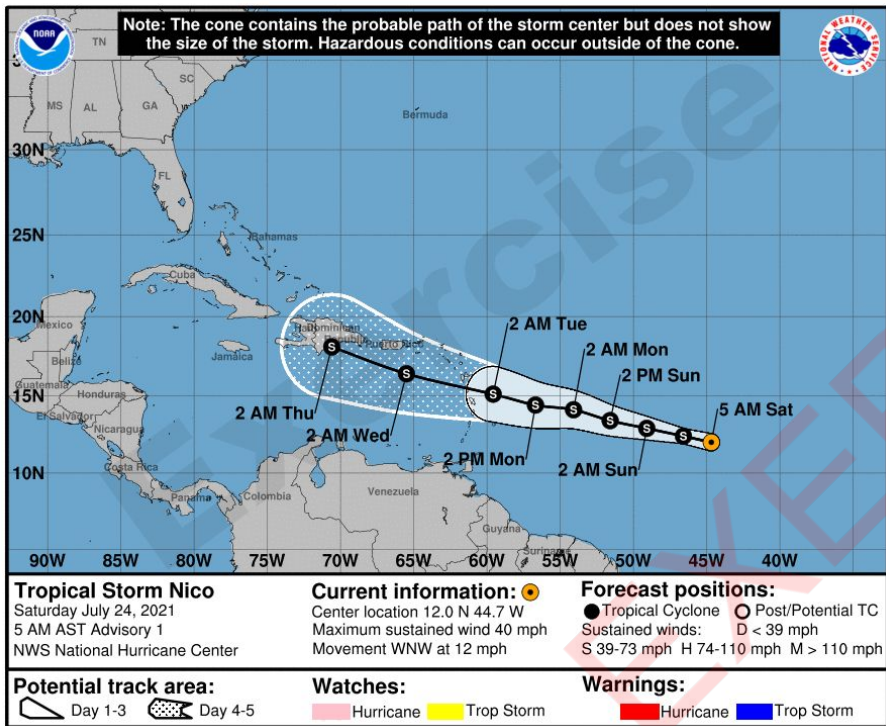 Note: The cone contains the probable path of the storm center but does not show
the size of the storm. Hazardous conditions can occur outside of the cone.
NOAA
NATIONAL WEATHER SERVICE
TN
SC
MS AL GA
Bermuda
30N
FL
25N
Bahamas
Cuba
20N
Mexico
Haiti
Dominican
Republic
Puerto Rico
Jamaica
Belize
2 AM Tue
2 AM Mon
2 PM Sun
5 AM Sat
S S S S S S S S
Guatemala
Honduras
15N
El Salvador
Nicaragua
2 AM Thu
2 AM Wed
2 PM Mon
2 AM Sun
Costa Rica
10N
Panama
Colombia
Venezuela
Guyana
Suriname
Exercise
EXER
90W 85W 80W 75W 70W 65W 60W 55W 50W 45W 40W
Tropical Storm Nico
Saturday July 24, 2021
5 AM AST Advisory 1
NWS National Hurricane Center
Current information:
Center location 12.0 N 44.7 W
Maximum sustained wind 40 mph
Movement WNW at 12 mph
Forecast positions:
Tropical Cyclone Post/Potential TC
Sustained winds: D < 39 mph
S 39-73 mph H 74-110 mph M > 110 mph
Potential track area:
Day 1-3 Day 4-5
Watches:
Hurricane Trop Storm
Warnings:
Hurricane Trop Storm